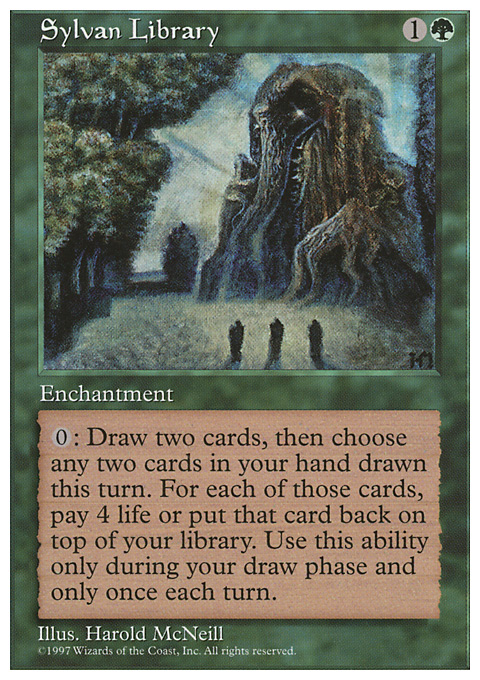 Sylvan Library 1
Enchantment
0: Draw two cards, then choose
any two cards in your hand drawn
this turn. For each of those cards,
pay 4 life or put that card back on
top of your library. Use this ability
only during your draw phase and
only once each turn.
Illus. Harold McNeill
©1997 Wizards of the Coast, Inc. All rights reserved.